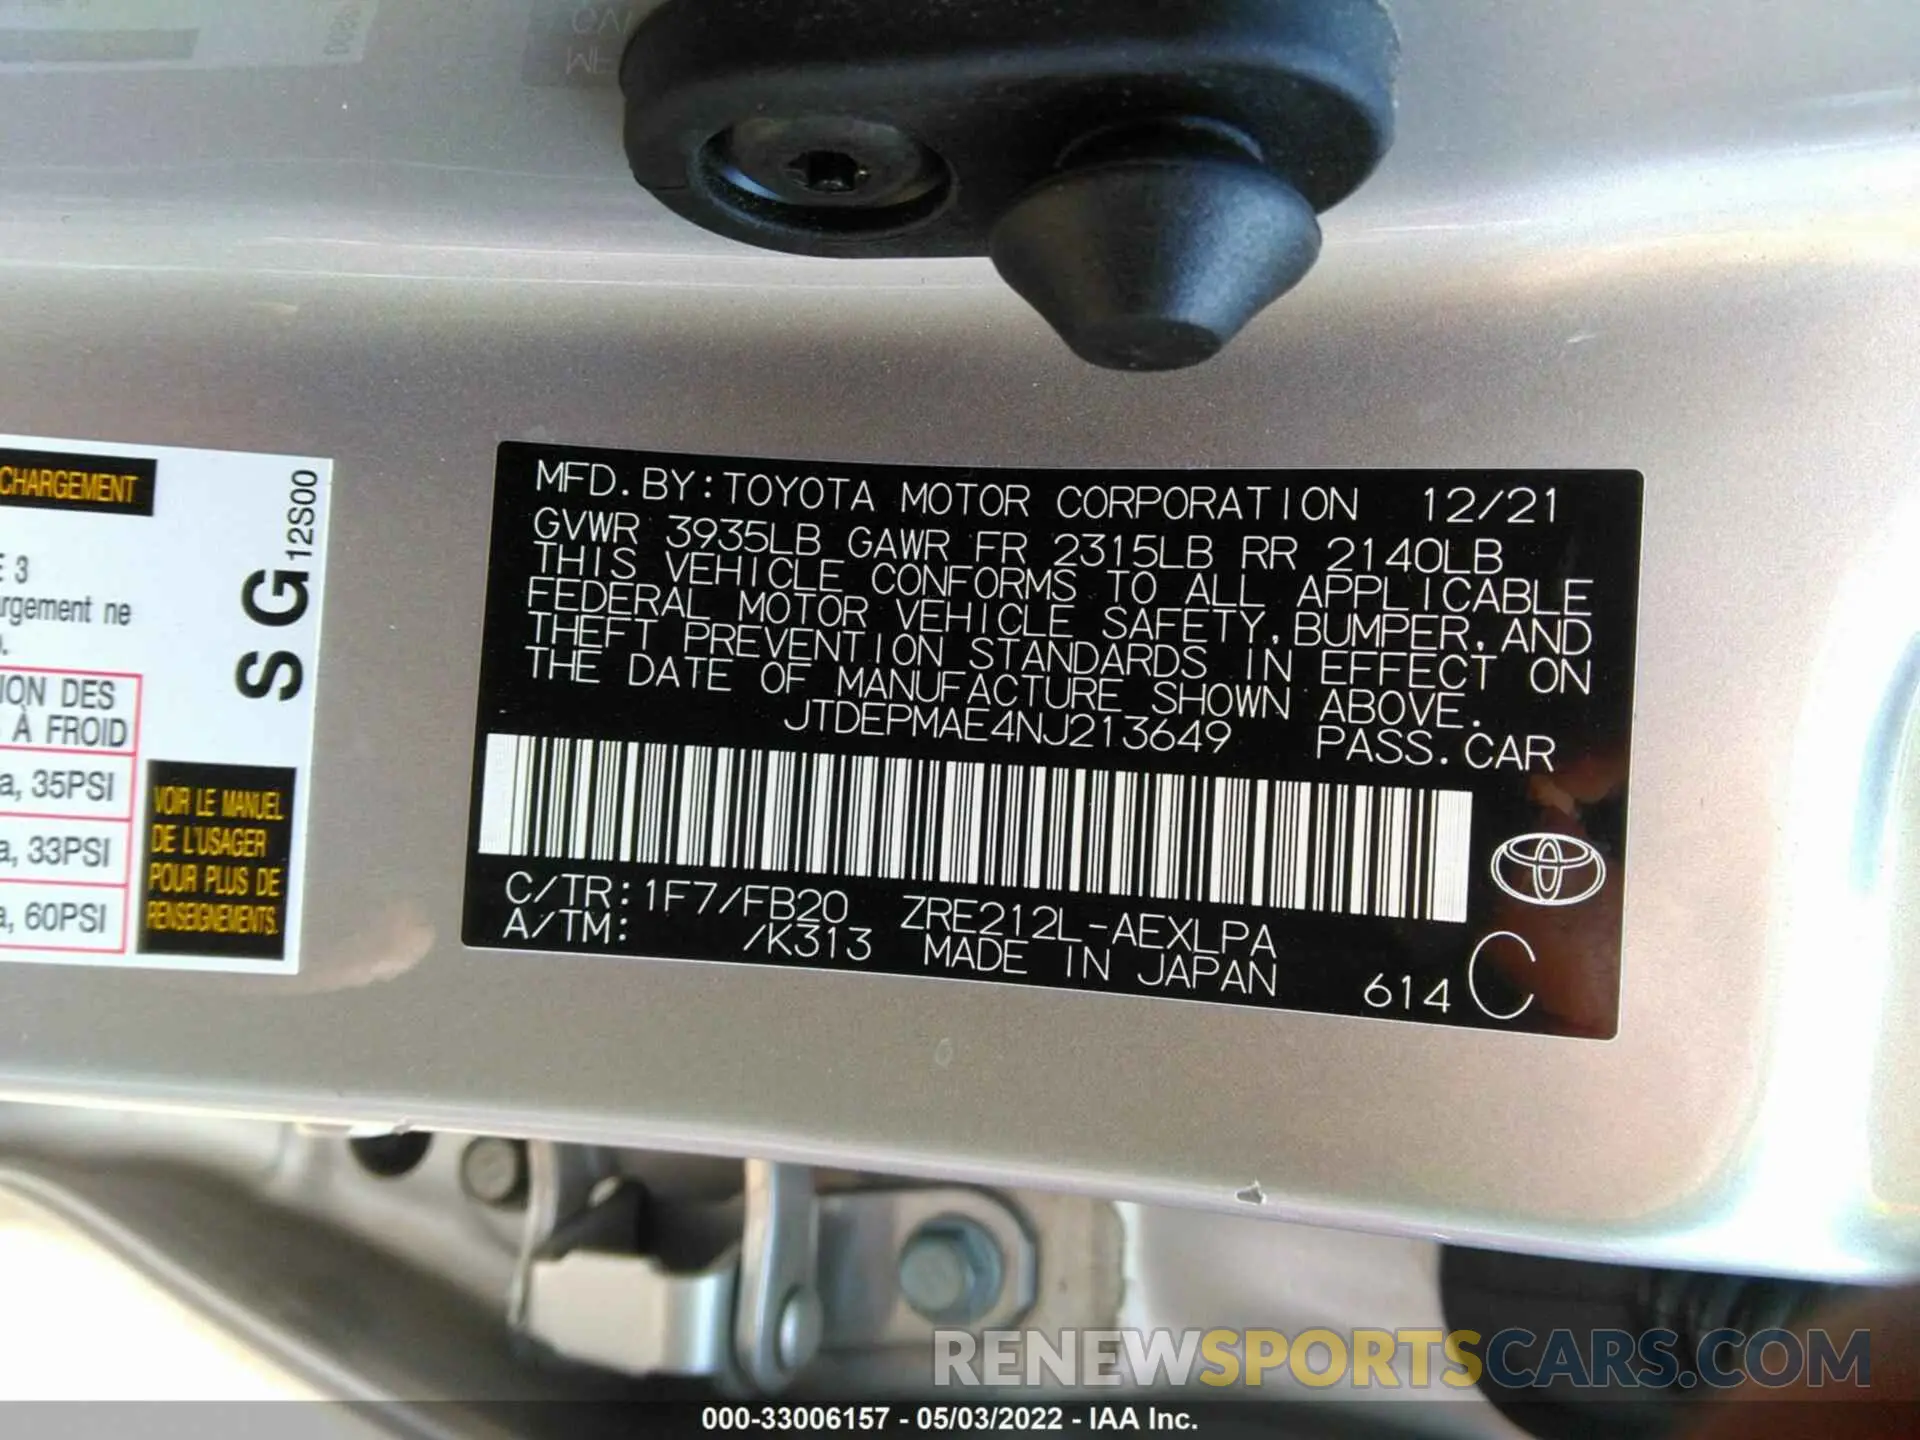 CHARGEMENT
E 3
rgement ne
ION DES
À FROID
a, 35PSI
a, 33PSI
a, 60PSI
SG 12S00
VOIR LE MANUEL
DE L'USAGER
POUR PLUS DE
RENSEIGNEMENTS.
MFD.BY:TOYOTA MOTOR CORPORATION 12/21
GVWR 3935LB GAWR FR 2315LB RR 2140LB
THIS VEHICLE CONFORMS TO ALL APPLICABLE
FEDERAL MOTOR VEHICLE SAFETY,BUMPER,AND
THEFT PREVENTION STANDARDS IN EFFECT ON
THE DATE OF MANUFACTURE SHOWN ABOVE.
JTDEPMAE4NJ213649 PASS.CAR
C/TR:1F7/FB20 ZRE212L-AEXLPA
A/TM: /K313 MADE IN JAPAN
614 C
RENEWSPORTSCARS.COM
000-33006157 - 05/03/2022 - IAA Inc.